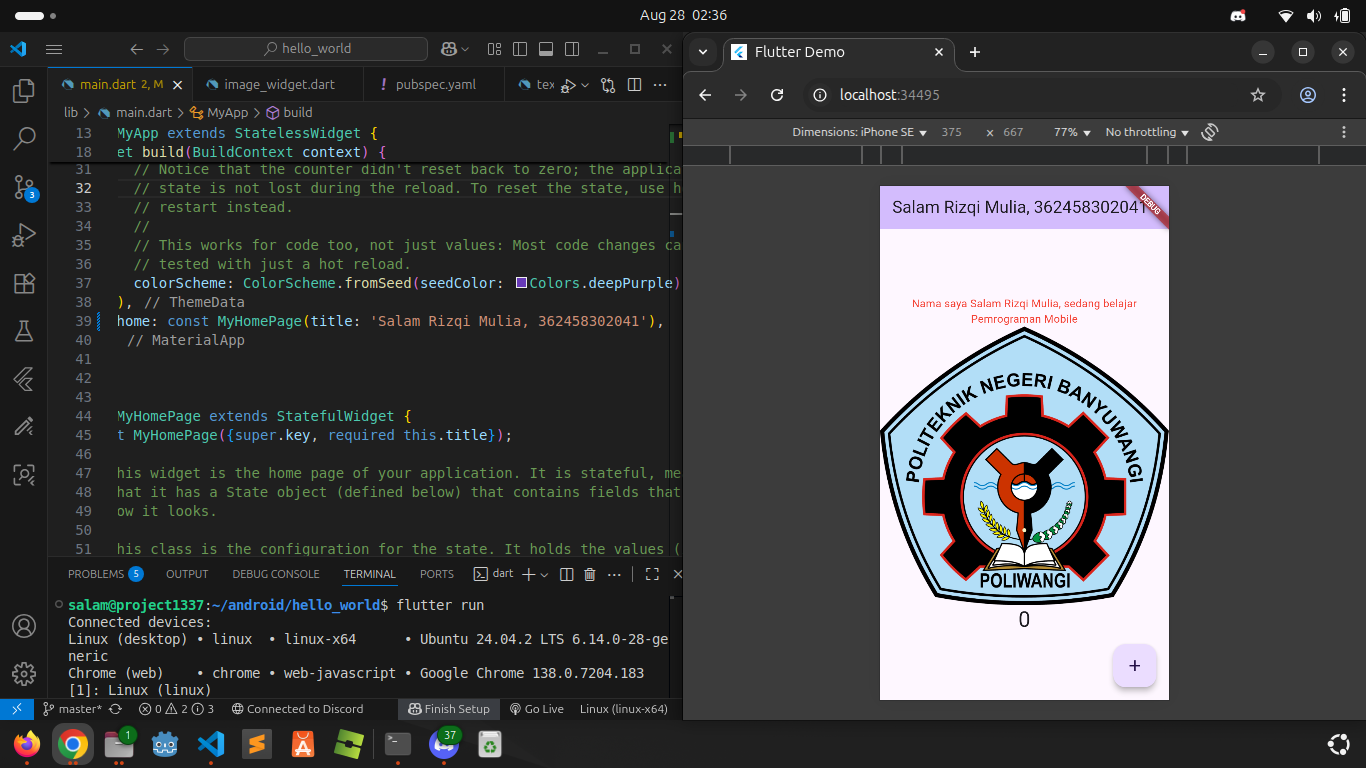 Aug 28 02:36
hello_world
main.dart 2, M
image_widget.dart
! pubspec.yaml
tex
lib > main.dart > MyApp > build
13 MyApp extends StatelessWidget {
18 et build(BuildContext context) {
31 // Notice that the counter didn't reset back to zero; the applica
32 // state is not lost during the reload. To reset the state, use h
33 // restart instead.
34 //
35 // This works for code too, not just values: Most code changes ca
36 // tested with just a hot reload.
37 colorScheme: ColorScheme.fromSeed(seedColor: Colors.deepPurple)
38 ), // ThemeData
39 home: const MyHomePage(title: 'Salam Rizqi Mulia, 362458302041'),
40 // MaterialApp
41
42
43
44 MyHomePage extends StatefulWidget {
45 t MyHomePage({super.key, required this.title});
46
47 his widget is the home page of your application. It is stateful, me
48 hat it has a State object (defined below) that contains fields that
49 ow it looks.
50
51 his class is the configuration for the state. It holds the values (
PROBLEMS 5 OUTPUT DEBUG CONSOLE TERMINAL PORTS dart
salam@project1337:~/android/hello_world$ flutter run
Connected devices:
Linux (desktop) • linux • linux-x64 • Ubuntu 24.04.2 LTS 6.14.0-28-ge
neric
Chrome (web) • chrome • web-javascript • Google Chrome 138.0.7204.183
[1]: Linux (linux)
master* 0 2 3 Connected to Discord Finish Setup Go Live Linux (linux-x64)
3
Flutter Demo
localhost:34495
Dimensions: iPhone SE 375 x 667 77% No throttling
Salam Rizqi Mulia, 362458302041
DEBUG
Nama saya Salam Rizqi Mulia, sedang belajar
Pemrograman Mobile
POLITEKNIK NEGERI BANYUWANGI
POLIWANGI
0
+
1
37